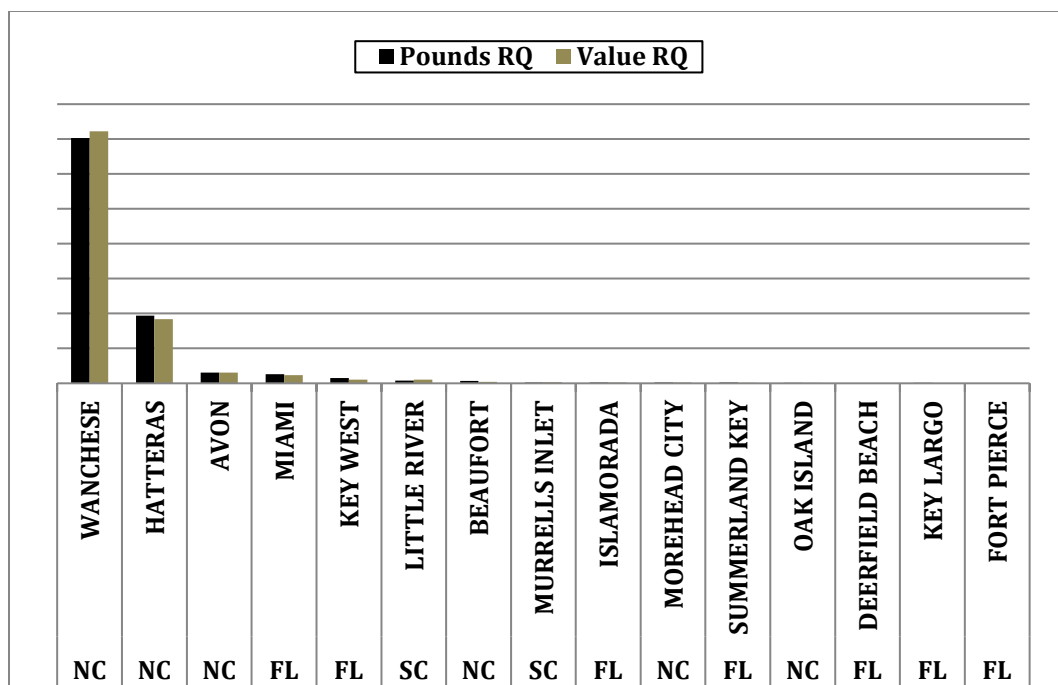 Pounds RQ Value RQ
WANCHESE
HATTERAS
AVON
MIAMI
KEY WEST
LITTLE RIVER
BEAUFORT
MURRELLS INLET
ISLAMORADA
MOREHEAD CITY
SUMMERLAND KEY
OAK ISLAND
DEERFIELD BEACH
KEY LARGO
FORT PIERCE
NC NC NC FL FL SC NC SC FL NC FL NC FL FL FL